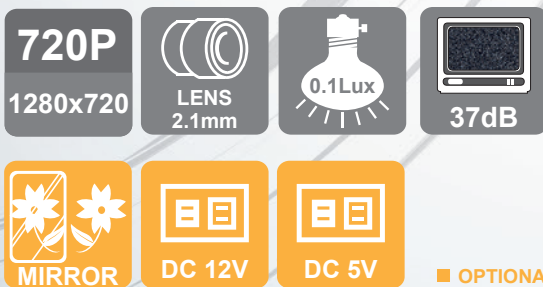 720P
1280x720
LENS
2.1mm
0.1Lux
37dB
MIRROR
DC 12V
DC 5V